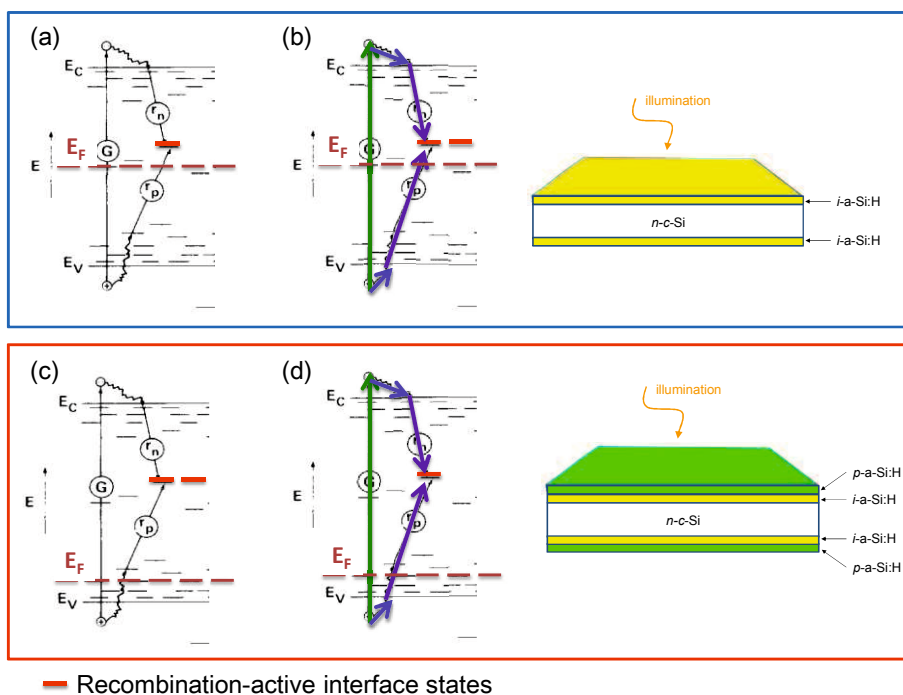 (a)
E_C
r_n
E_F
G
E
r_p
E_V
(b)
E_C
r_n
E_F
G
E
r_p
E_V
illumination
i-a-Si:H
n-c-Si
i-a-Si:H
(c)
E_C
r_n
G
E
r_p
E_F
E_V
(d)
E_C
r_n
G
E
r_p
E_F
E_V
illumination
p-a-Si:H
i-a-Si:H
n-c-Si
i-a-Si:H
p-a-Si:H
Recombination-active interface states